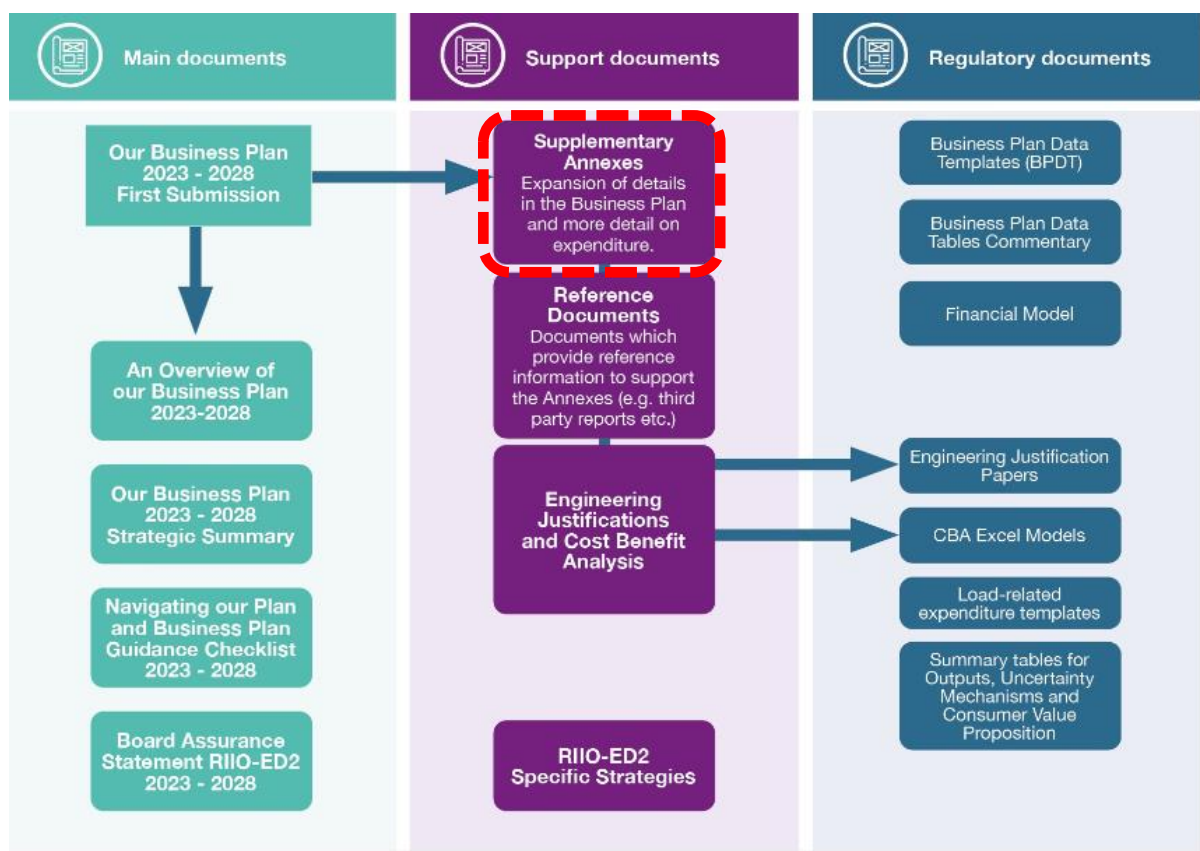 Main documents
Our Business Plan
2023 - 2028
First Submission
An Overview of
our Business Plan
2023-2028
Our Business Plan
2023 - 2028
Strategic Summary
Navigating our Plan
and Business Plan
Guidance Checklist
2023 - 2028
Board Assurance
Statement RIIO-ED2
2023 - 2028
Support documents
Supplementary
Annexes
Expansion of details
in the Business Plan
and more detail on
expenditure.
Reference
Documents
Documents which
provide reference
information to support
the Annexes (e.g. third
party reports etc.)
Engineering
Justifications
and Cost Benefit
Analysis
RIIO-ED2
Specific Strategies
Regulatory documents
Business Plan Data
Templates (BPDT)
Business Plan Data
Tables Commentary
Financial Model
Engineering Justification
Papers
CBA Excel Models
Load-related
expenditure templates
Summary tables for
Outputs, Uncertainty
Mechanisms and
Consumer Value
Proposition